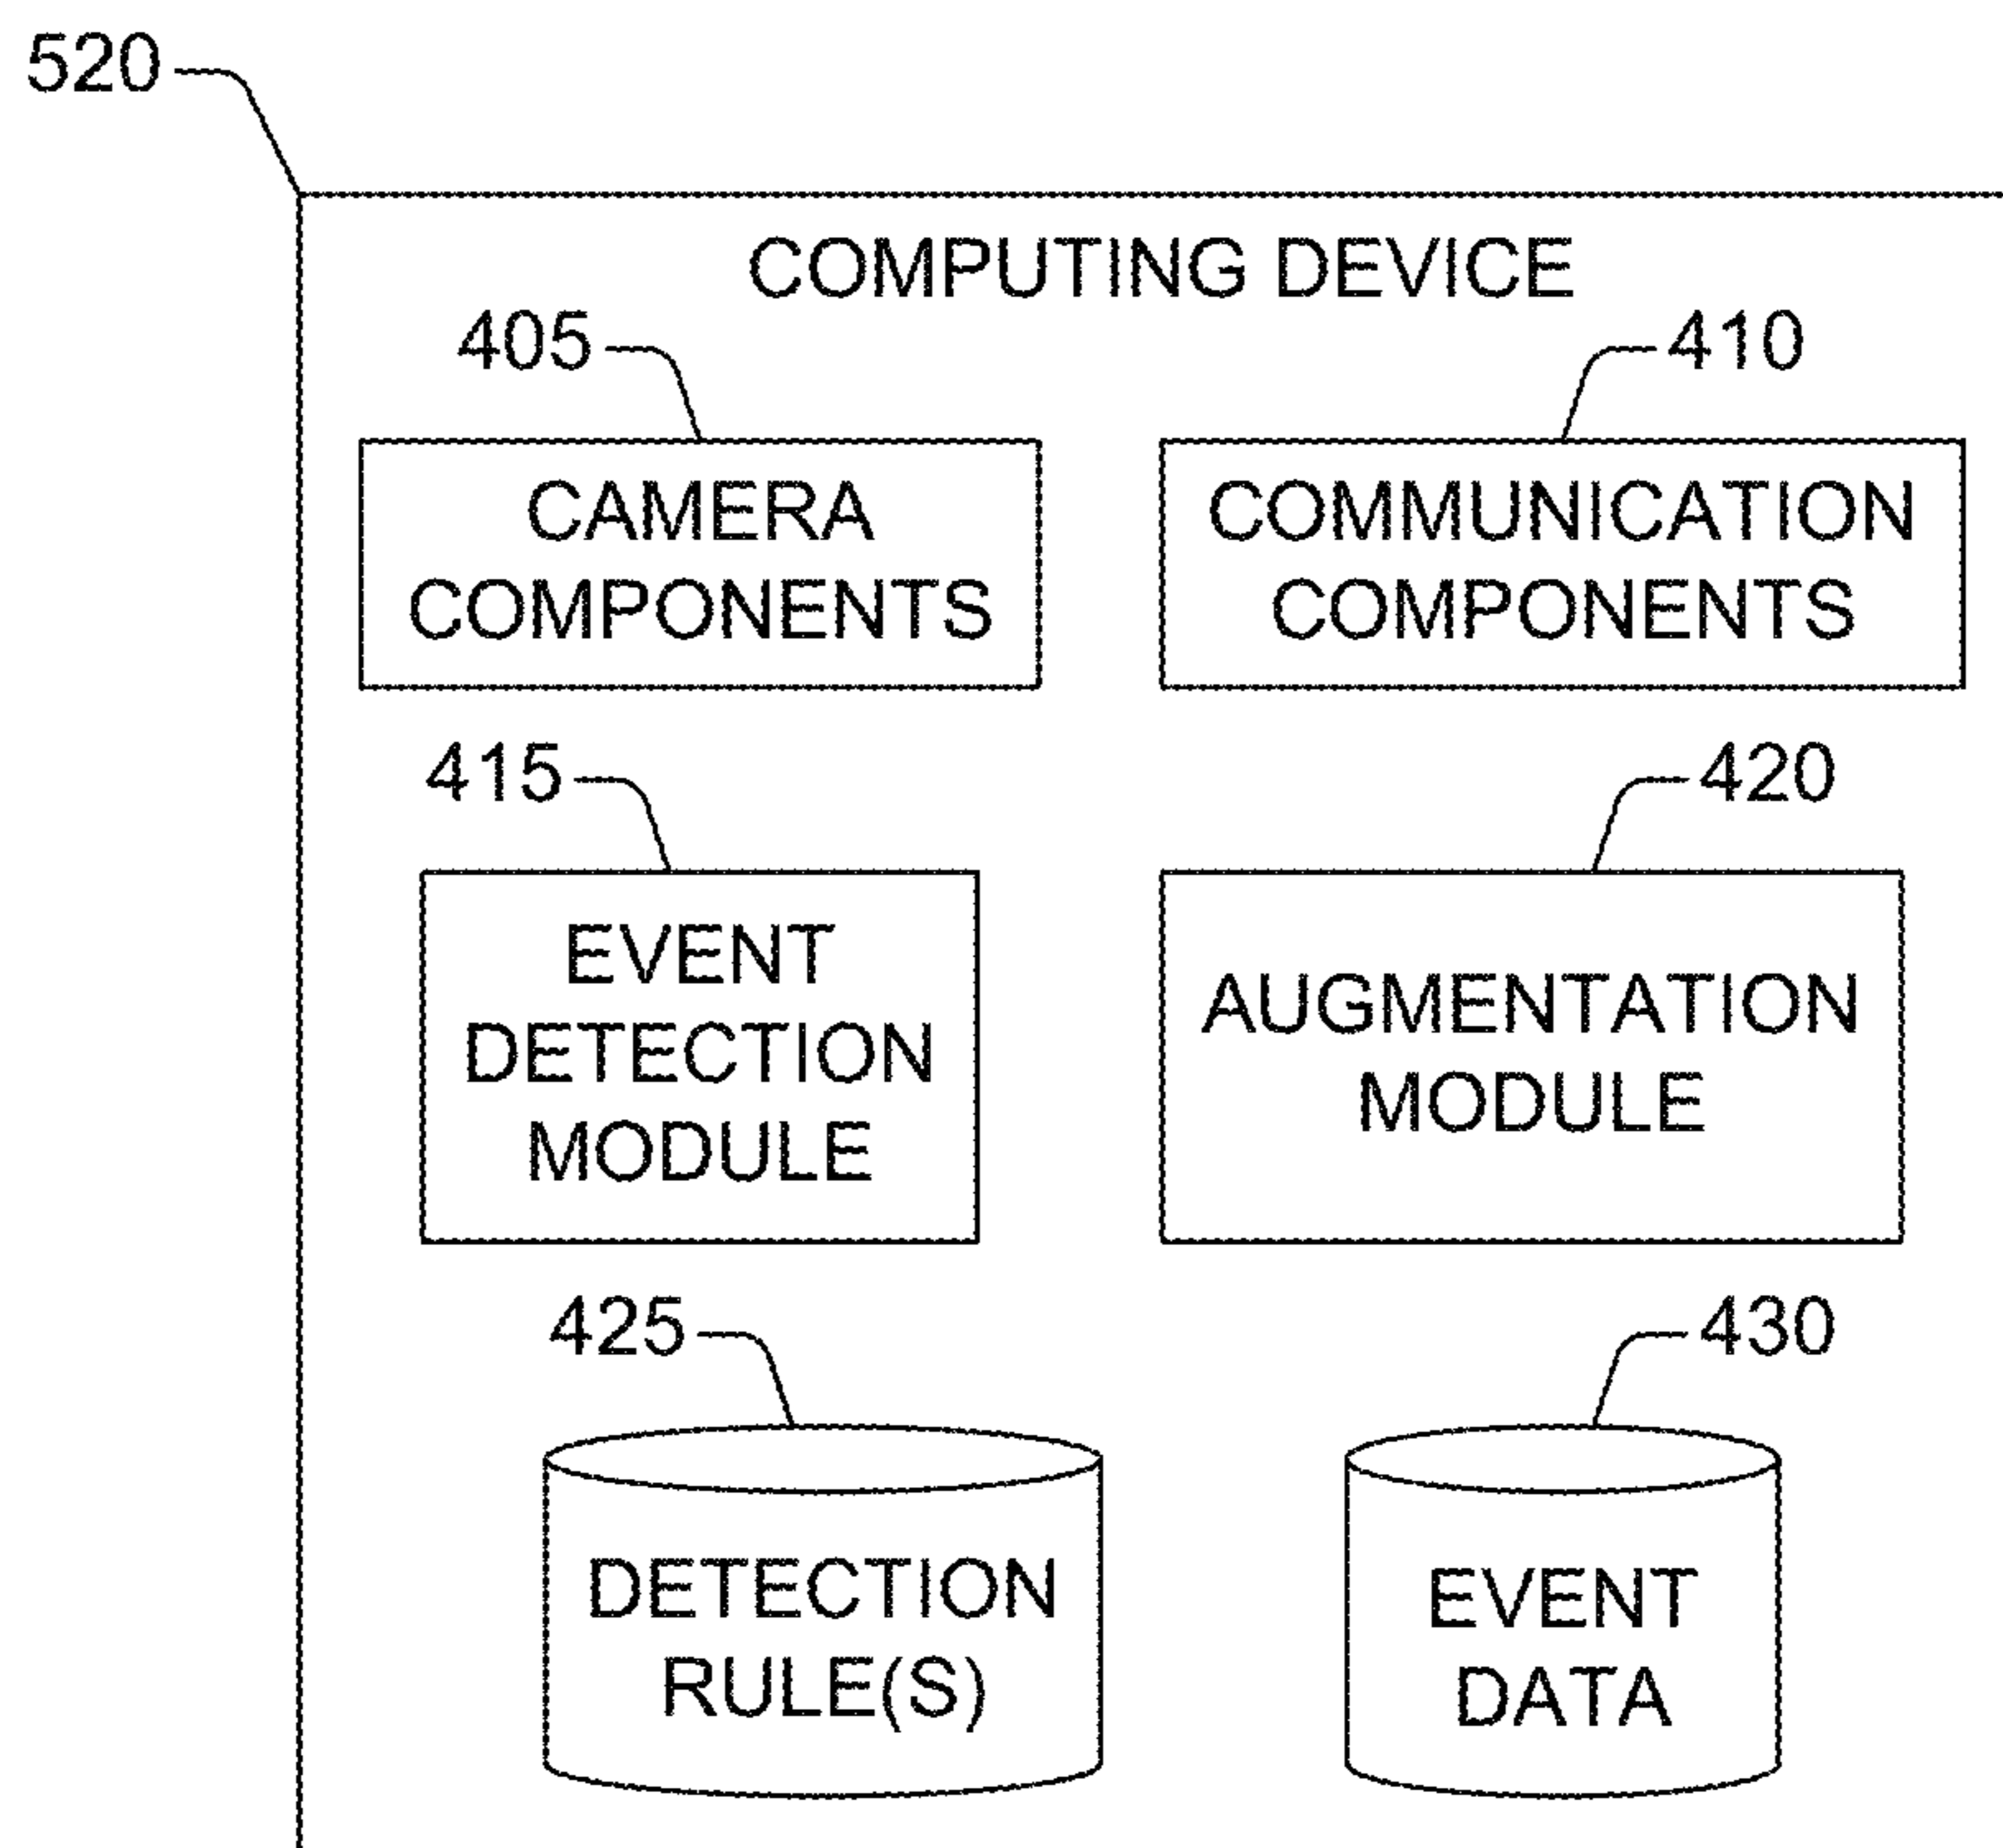 520
COMPUTING DEVICE
405
410
CAMERA
COMPONENTS
COMMUNICATION
COMPONENTS
415
420
EVENT
DETECTION
MODULE
AUGMENTATION
MODULE
425
430
DETECTION
RULE(S)
EVENT
DATA